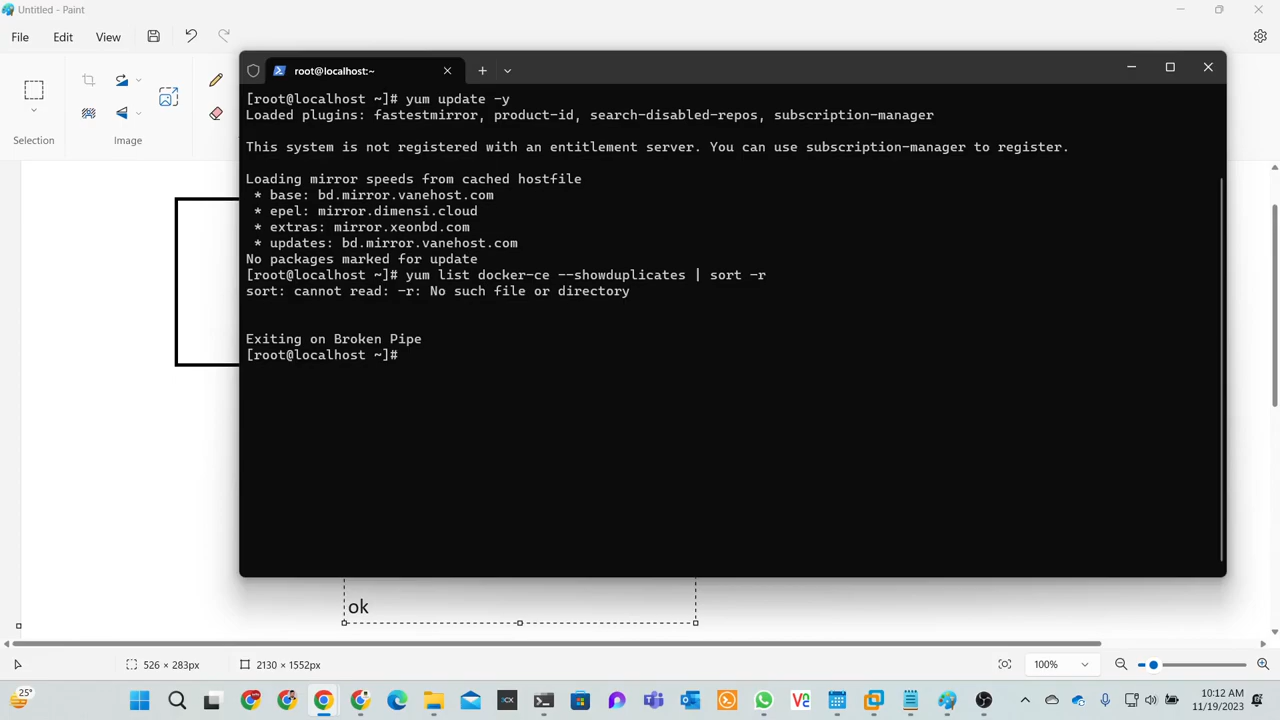 Untitled - Paint
File Edit View
root@localhost:~
[root@localhost ~]# yum update -y
Loaded plugins: fastestmirror, product-id, search-disabled-repos, subscription-manager
This system is not registered with an entitlement server. You can use subscription-manager to register.
Loading mirror speeds from cached hostfile
* base: bd.mirror.vanehost.com
* epel: mirror.dimensi.cloud
* extras: mirror.xeonbd.com
* updates: bd.mirror.vanehost.com
No packages marked for update
[root@localhost ~]# yum list docker-ce --showduplicates | sort –r
sort: cannot read: –r: No such file or directory
Exiting on Broken Pipe
[root@localhost ~]#
Selection
Image
ok
526 × 283px
2130 × 1552px
100%
25°
10:12 AM
11/19/2023